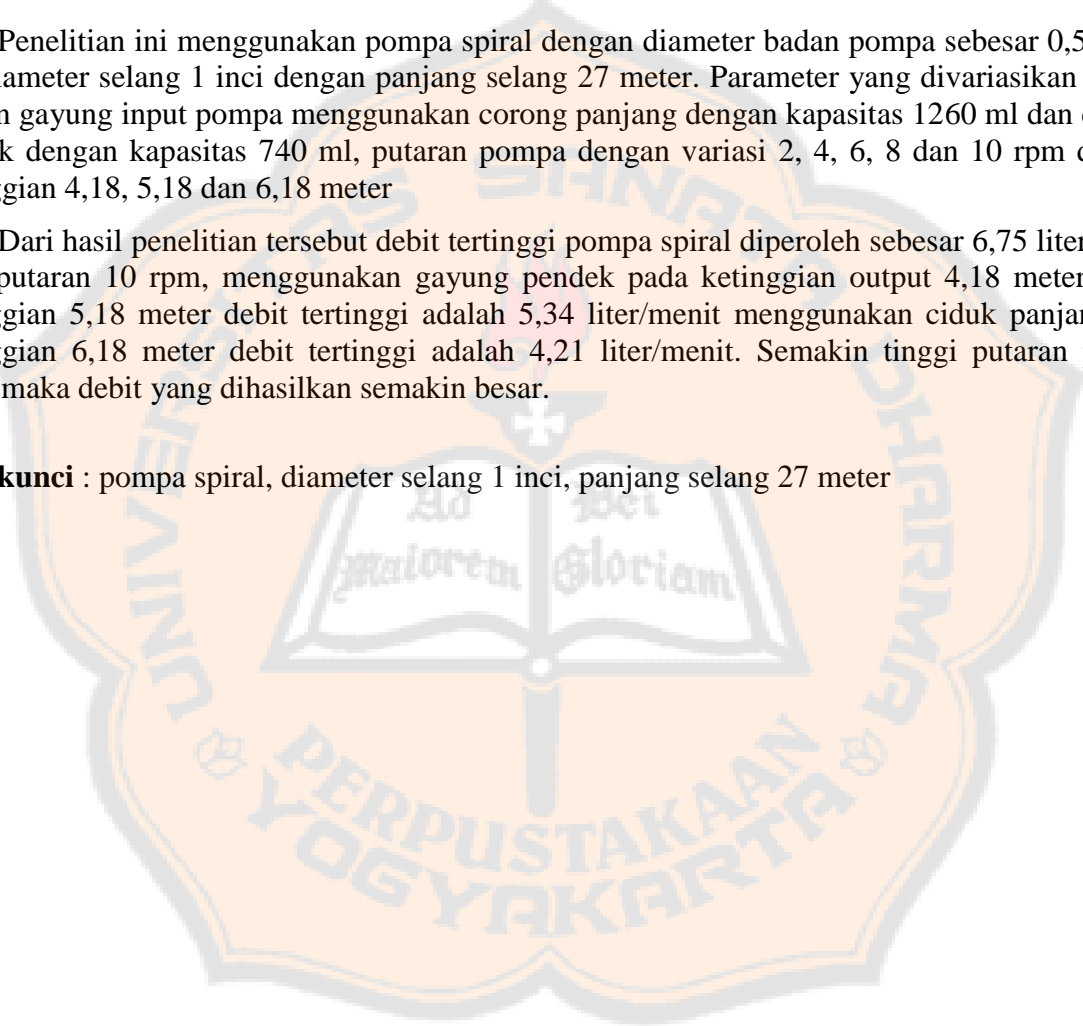 Penelitian ini menggunakan pompa spiral dengan diameter badan pompa sebesar 0,5
diameter selang 1 inci dengan panjang selang 27 meter. Parameter yang divariasikan
gayung input pompa menggunakan corong panjang dengan kapasitas 1260 ml dan
dengan kapasitas 740 ml, putaran pompa dengan variasi 2, 4, 6, 8 dan 10 rpm
4,18, 5,18 dan 6,18 meter
Dari hasil penelitian tersebut debit tertinggi pompa spiral diperoleh sebesar 6,75 liter
putaran 10 rpm, menggunakan gayung pendek pada ketinggian output 4,18 meter
5,18 meter debit tertinggi adalah 5,34 liter/menit menggunakan ciduk
6,18 meter debit tertinggi adalah 4,21 liter/menit. Semakin tinggi putaran
maka debit yang dihasilkan semakin besar.
kunci : pompa spiral, diameter selang 1 inci, panjang selang 27 meter
UNIVERSITAS SANATA DHARMA
Ad Dei
Maiorem Gloriam
PERPUSTAKAAN
YOGYAKARTA